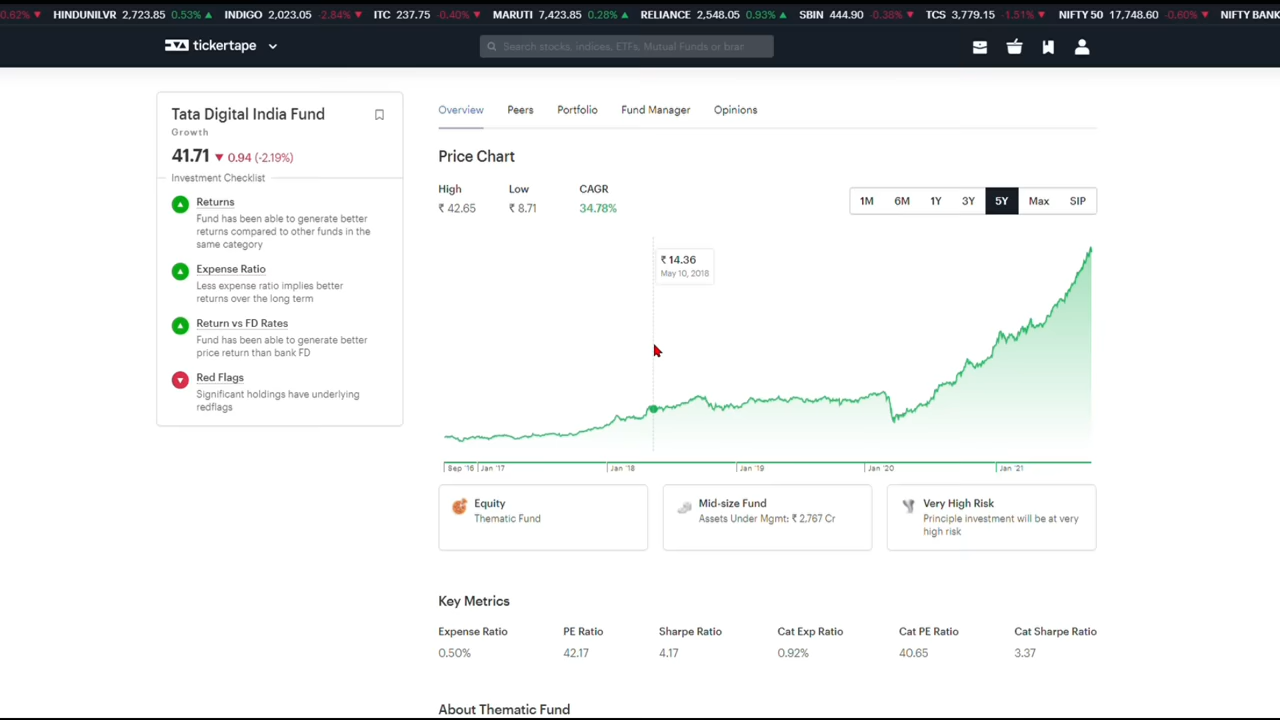 0.62% ▼ HINDUNILVR 2,723.85 0.53% ▲ INDIGO 2,023.05 -2.84% ▼ ITC 237.75 -0.40% ▼ MARUTI 7,423.85 0.28% ▲ RELIANCE 2,548.05 0.93% ▲ SBIN 444.90 -0.38% ▼ TCS 3,779.15 -1.51% ▼ NIFTY 50 17,748.60 -0.60% ▼ NIFTY BANK
tickertape
Search stocks, indices, ETFs, Mutual Funds or brar
Tata Digital India Fund
Growth
41.71 ▼ 0.94 (-2.19%)
Investment Checklist
Returns
Fund has been able to generate better
returns compared to other funds in the
same category
Expense Ratio
Less expense ratio implies better
returns over the long term
Return vs FD Rates
Fund has been able to generate better
price return than bank FD
Red Flags
Significant holdings have underlying
redflags
Overview Peers Portfolio Fund Manager Opinions
Price Chart
High Low CAGR
₹ 42.65 ₹ 8.71 34.78%
1M 6M 1Y 3Y 5Y Max SIP
₹ 14.36
May 10, 2018
Sep '16 Jan '17 Jan '18 Jan '19 Jan '20 Jan '21
Equity
Thematic Fund
Mid-size Fund
Assets Under Mgmt: ₹ 2,767 Cr
Very High Risk
Principle investment will be at very
high risk
Key Metrics
Expense Ratio PE Ratio Sharpe Ratio Cat Exp Ratio Cat PE Ratio Cat Sharpe Ratio
0.50% 42.17 4.17 0.92% 40.65 3.37
About Thematic Fund